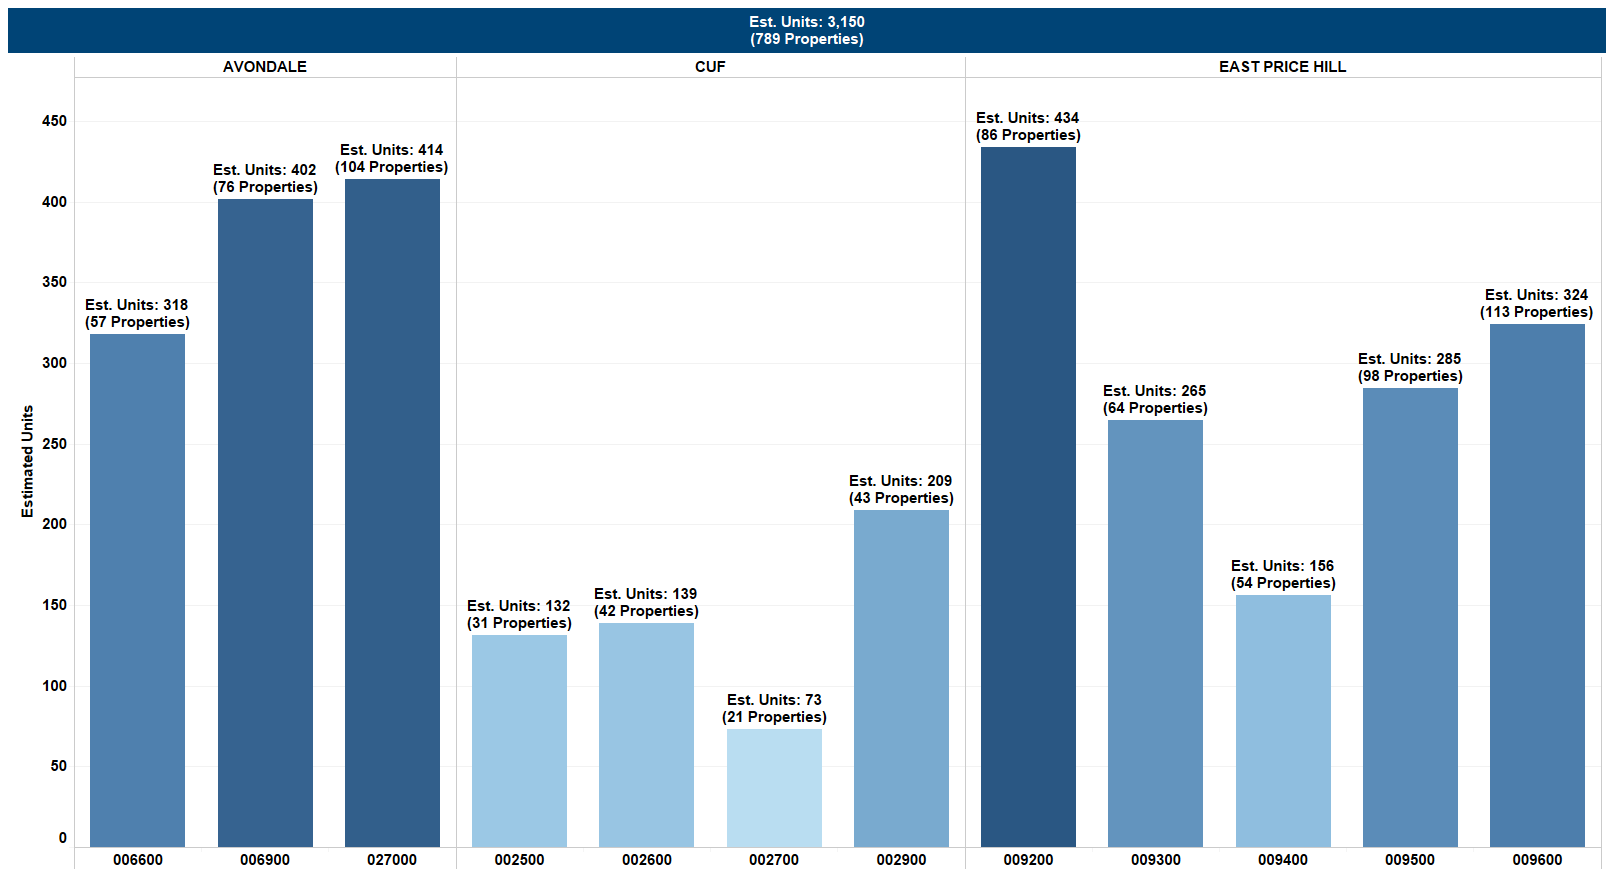 Est. Units: 3,150
(789 Properties)
AVONDALE
CUF
EAST PRICE HILL
Estimated Units
450
400
350
300
250
200
150
100
50
0
Est. Units: 318
(57 Properties)
Est. Units: 402
(76 Properties)
Est. Units: 414
(104 Properties)
Est. Units: 132
(31 Properties)
Est. Units: 139
(42 Properties)
Est. Units: 73
(21 Properties)
Est. Units: 209
(43 Properties)
Est. Units: 434
(86 Properties)
Est. Units: 265
(64 Properties)
Est. Units: 156
(54 Properties)
Est. Units: 285
(98 Properties)
Est. Units: 324
(113 Properties)
006600
006900
027000
002500
002600
002700
002900
009200
009300
009400
009500
009600